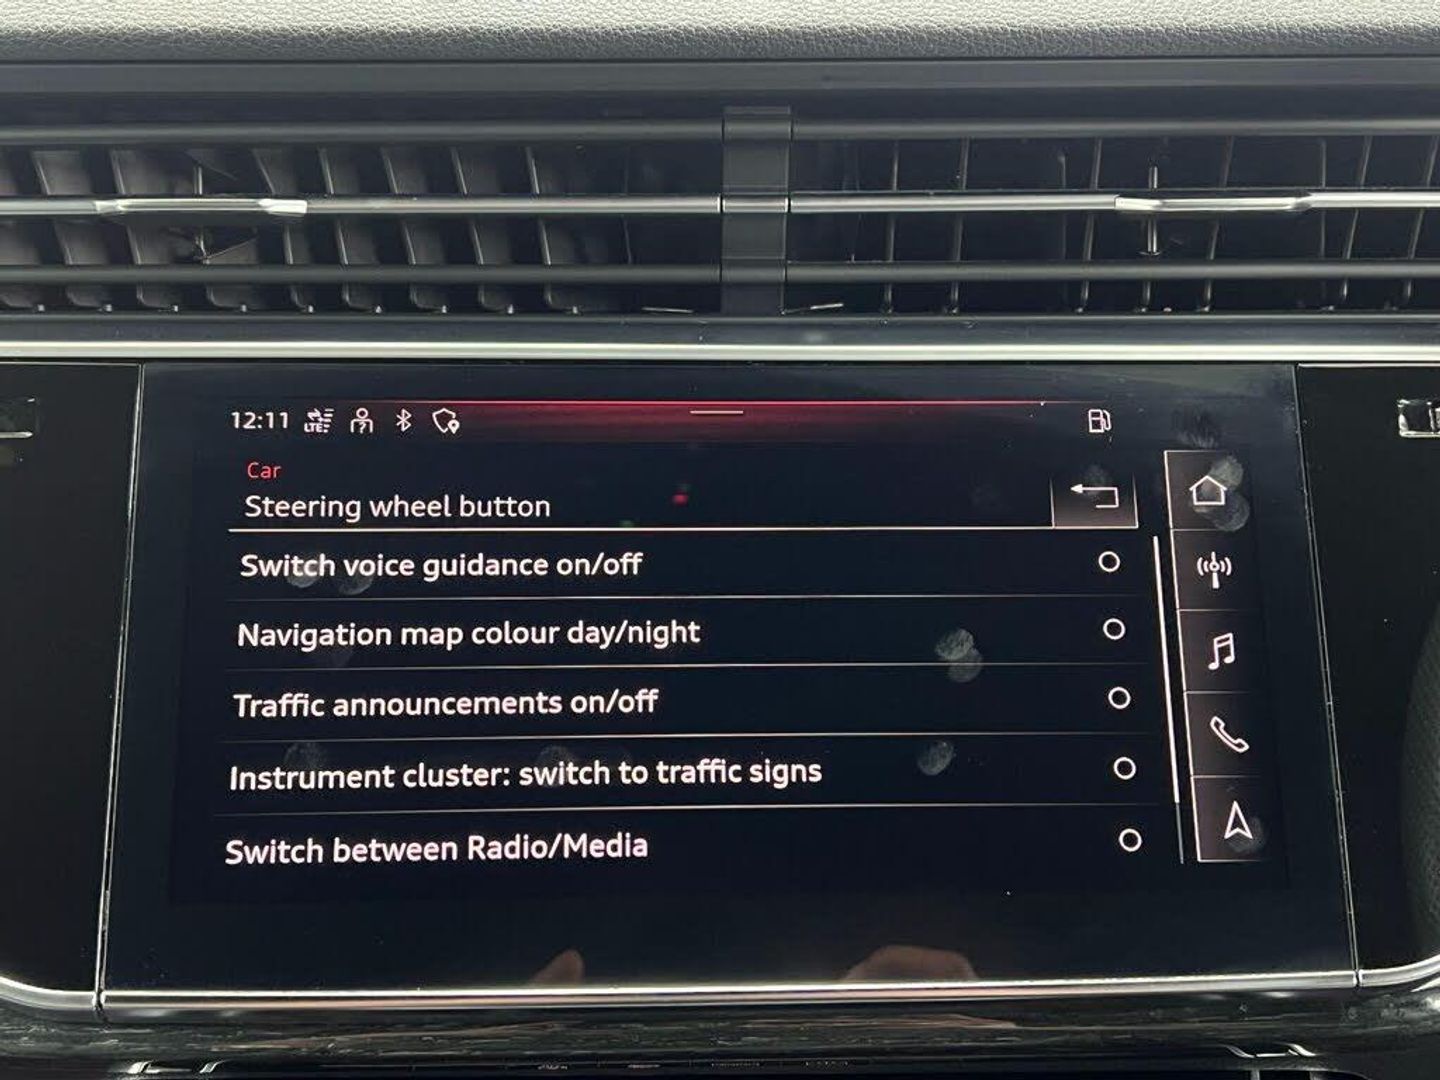 12:11 LTE
Car
Steering wheel button
Switch voice guidance on/off
Navigation map colour day/night
Traffic announcements on/off
Instrument cluster: switch to traffic signs
Switch between Radio/Media